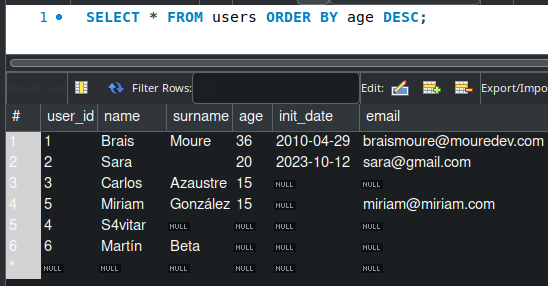 1 SELECT * FROM users ORDER BY age DESC;
Filter Rows: Edit: Export/Impo
# user_id name surname age init_date email
1 1 Brais Moure 36 2010-04-29 braismoure@mouredev.com
2 2 Sara 20 2023-10-12 sara@gmail.com
3 3 Carlos Azaustre 15 NULL NULL
4 5 Miriam González 15 NULL miriam@miriam.com
5 4 S4vitar NULL NULL NULL NULL
6 6 Martín Beta NULL NULL NULL
* NULL NULL NULL NULL NULL NULL